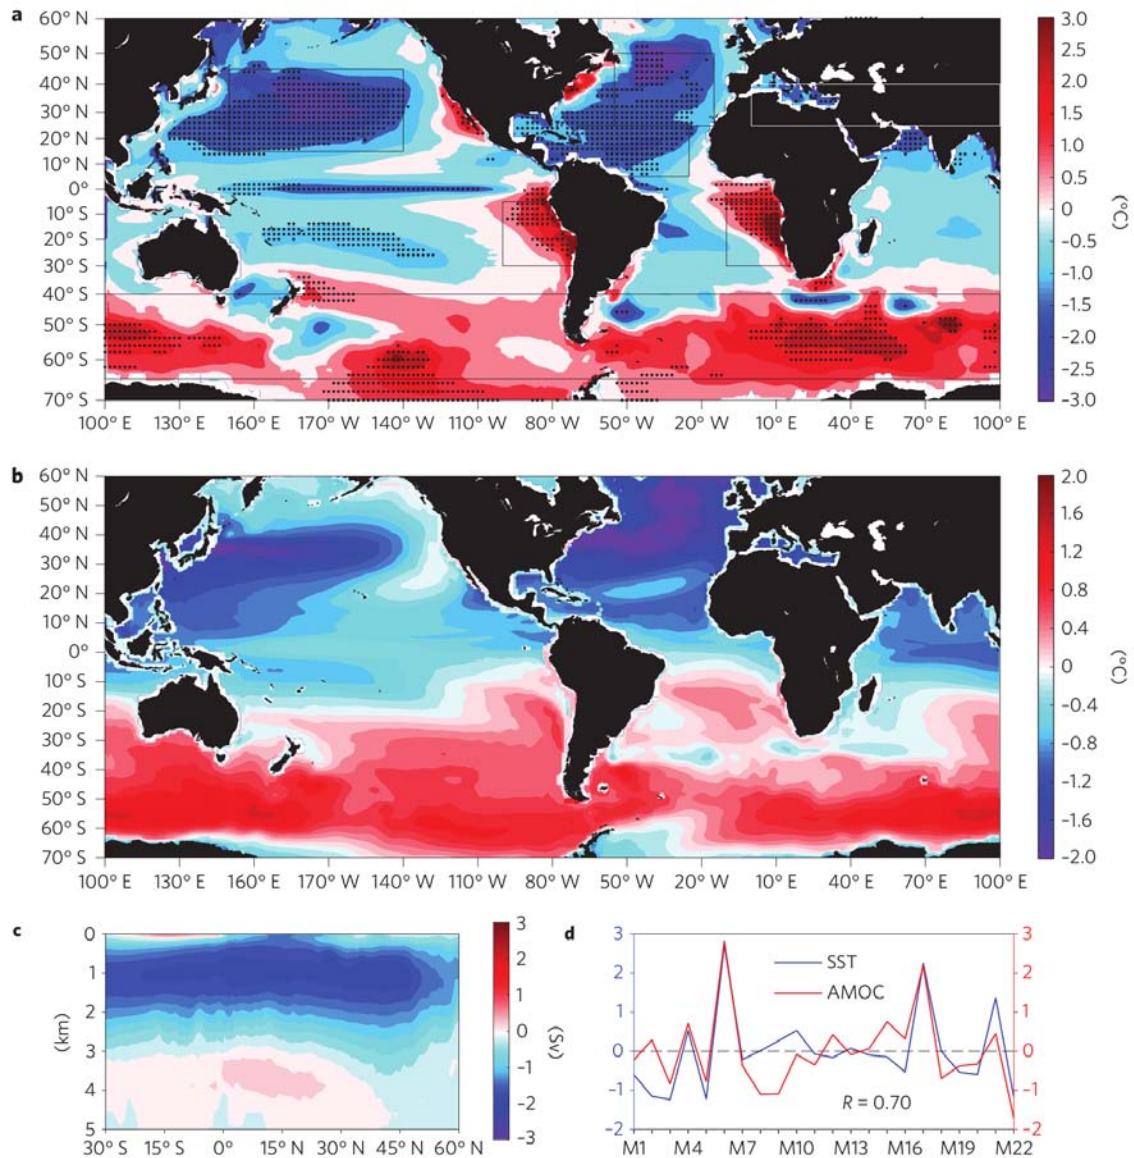 a
60° N
50° N
40° N
30° N
20° N
10° N
0°
10° S
20° S
30° S
40° S
50° S
60° S
70° S
100° E 130° E 160° E 170° W 140° W 110° W 80° W 50° W 20° W 10° E 40° E 70° E 100° E
3.0
2.5
2.0
1.5
1.0
0.5
0
−0.5
−1.0
−1.5
−2.0
−2.5
−3.0
(°C)
b
60° N
50° N
40° N
30° N
20° N
10° N
0°
10° S
20° S
30° S
40° S
50° S
60° S
70° S
100° E 130° E 160° E 170° W 140° W 110° W 80° W 50° W 20° W 10° E 40° E 70° E 100° E
2.0
1.6
1.2
0.8
0.4
0
−0.4
−0.8
−1.2
−1.6
−2.0
(°C)
c
0
1
2
3
4
5
(km)
30° S 15° S 0° 15° N 30° N 45° N 60° N
3
2
1
0
−1
−2
−3
(Sv)
d
3
2
1
0
−1
−2
SST
AMOC
R = 0.70
3
2
1
0
−1
−2
M1 M4 M7 M10 M13 M16 M19 M22